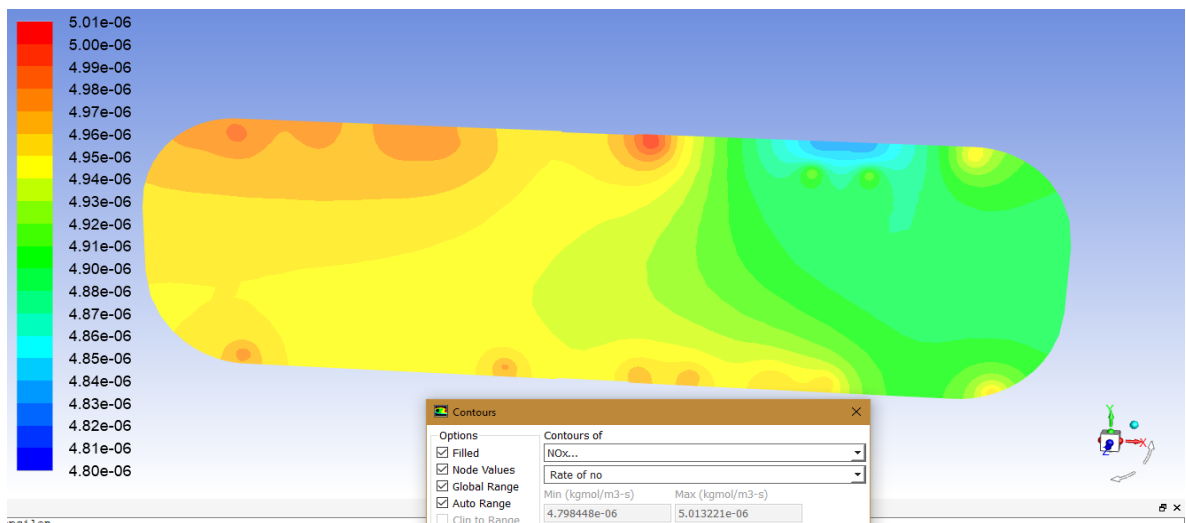 5.01e-06
5.00e-06
4.99e-06
4.98e-06
4.97e-06
4.96e-06
4.95e-06
4.94e-06
4.93e-06
4.92e-06
4.91e-06
4.90e-06
4.88e-06
4.87e-06
4.86e-06
4.85e-06
4.84e-06
4.83e-06
4.82e-06
4.81e-06
4.80e-06
Contours
Options
Contours of
Filled
NOx...
Node Values
Rate of no
Global Range
Min (kgmol/m3-s) Max (kgmol/m3-s)
Auto Range
4.798448e-06 5.013221e-06
Clip to Range
Y
X
Z